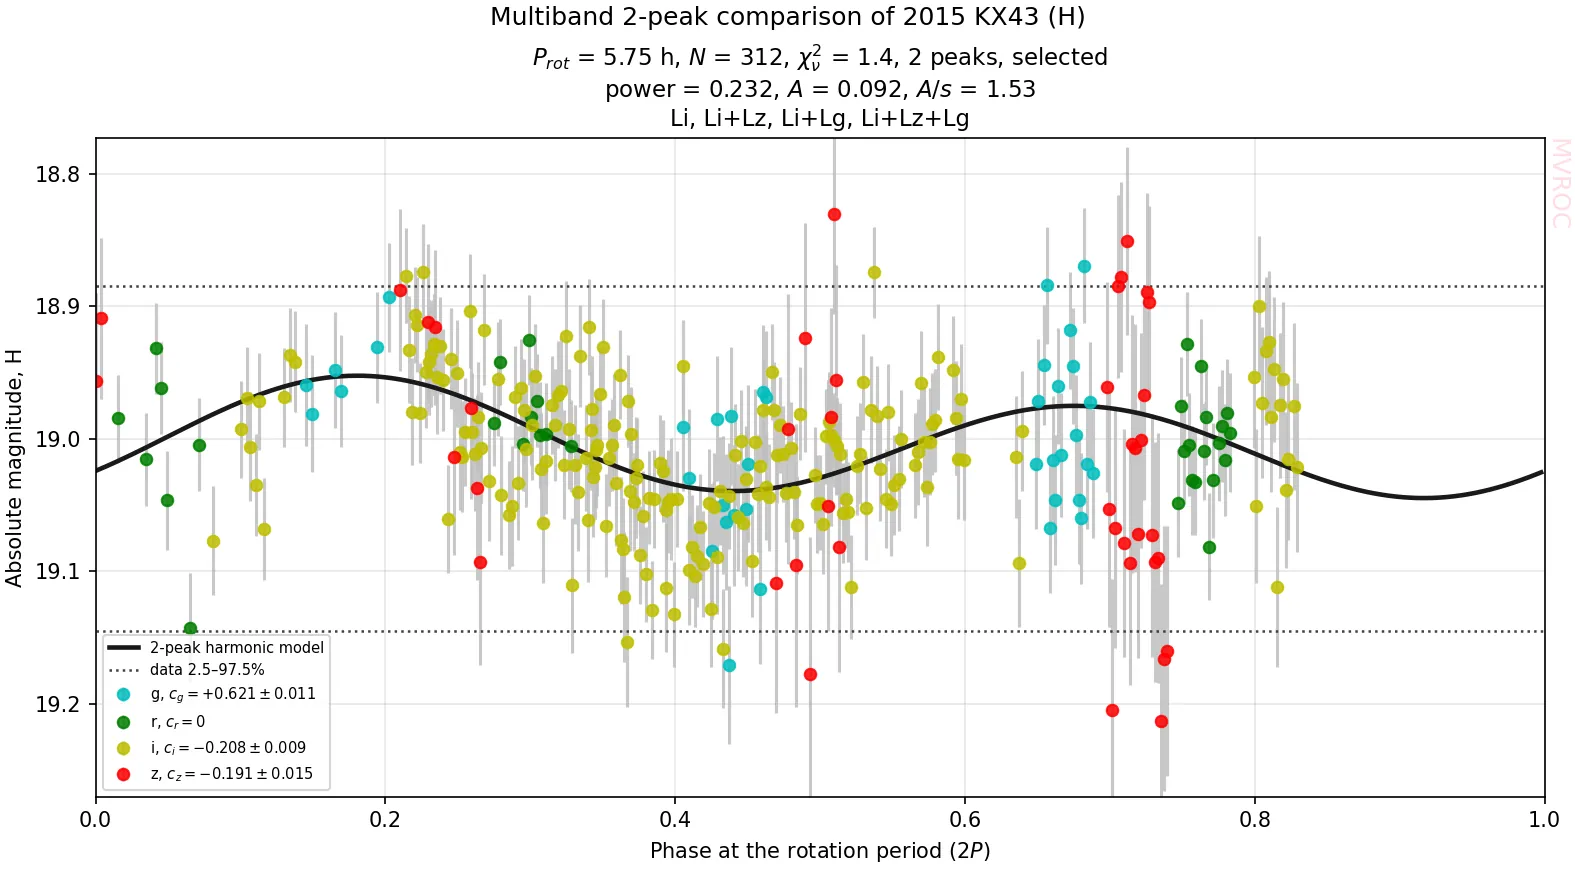 Multiband 2-peak comparison of 2015 KX43 (H)
P_rot = 5.75 h, N = 312, χ²_ν = 1.4, 2 peaks, selected
power = 0.232, A = 0.092, A/s = 1.53
Li, Li+Lz, Li+Lg, Li+Lz+Lg
MVROC
Absolute magnitude, H
18.8
18.9
19.0
19.1
19.2
2-peak harmonic model
data 2.5–97.5%
g, c_g = +0.621 ± 0.011
r, c_r = 0
i, c_i = −0.208 ± 0.009
z, c_z = −0.191 ± 0.015
0.0 0.2 0.4 0.6 0.8 1.0
Phase at the rotation period (2P)